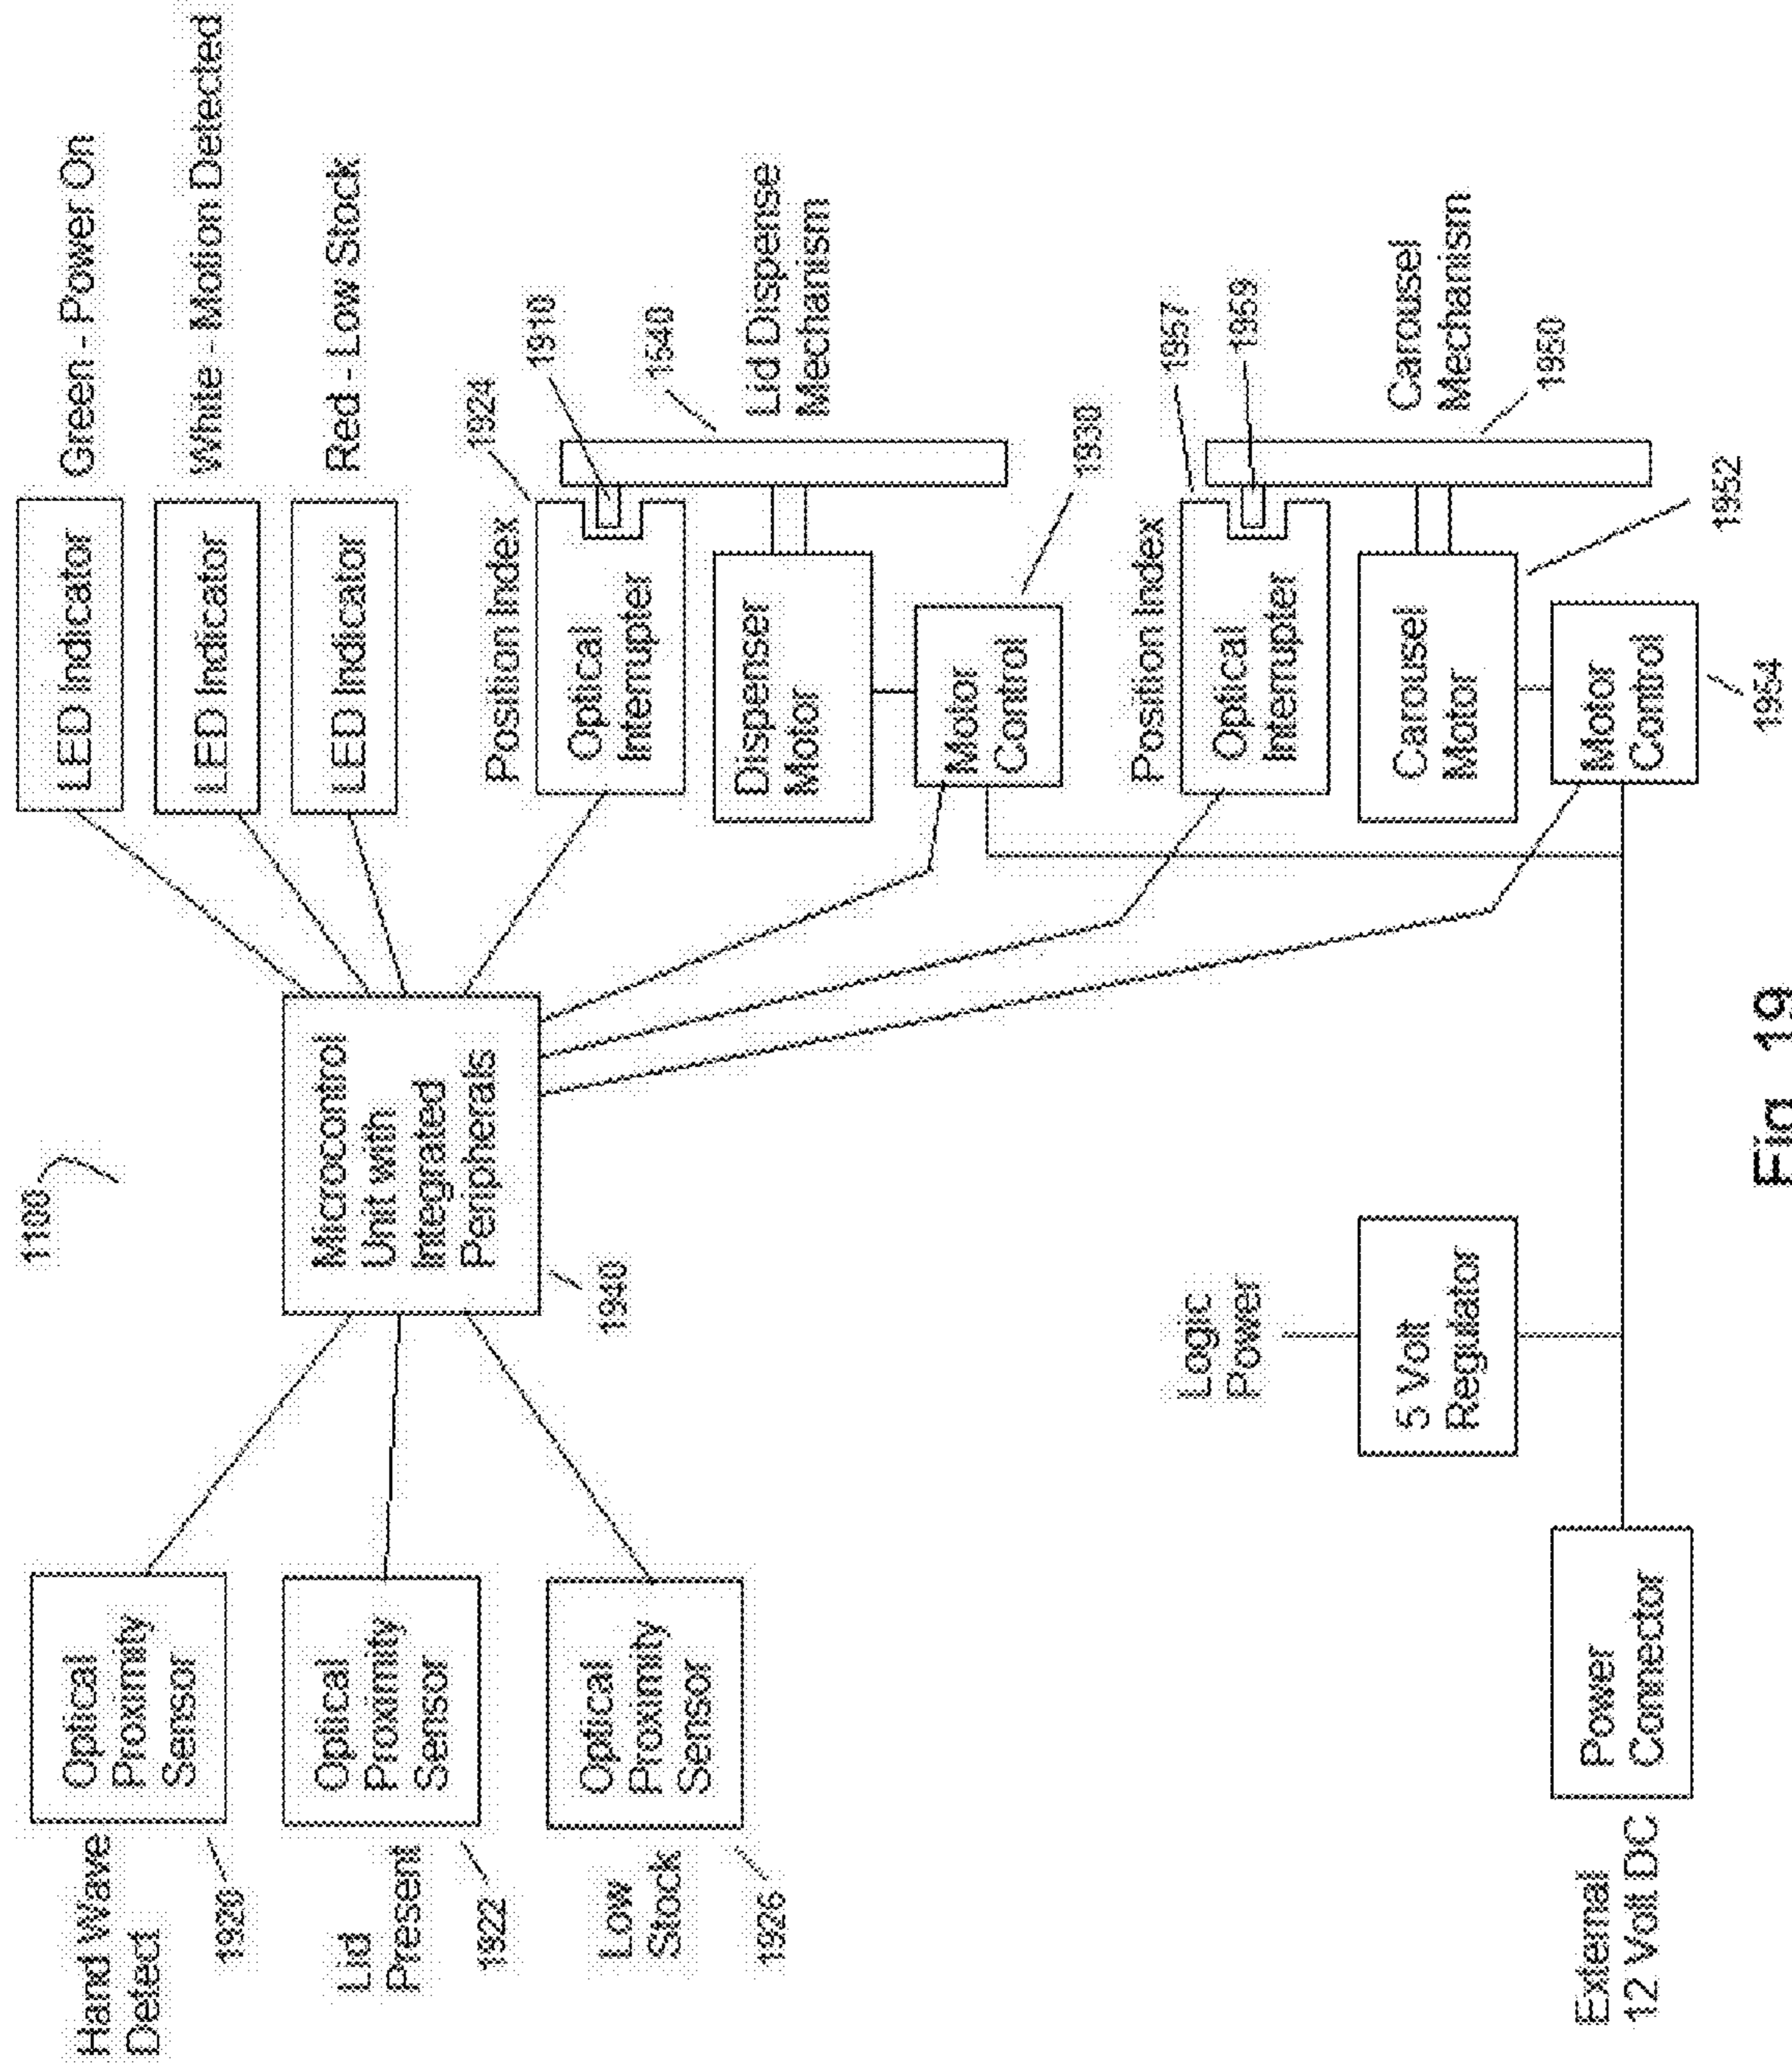 1100
Hand Wave
Detect
1920
Optical
Proximity
Sensor
Lid
Present
1922
Optical
Proximity
Sensor
Low
Stock
1926
Optical
Proximity
Sensor
Microcontrol
Unit with
Integrated
Peripherals
1940
LED Indicator
Green - Power On
LED Indicator
White - Motion Detected
LED Indicator
Red - Low Stock
Position Index
1924
Optical
Interrupter
1910
1540
Dispenser
Motor
Lid Dispense
Mechanism
Motor
Control
1930
Position Index
1957
Optical
Interrupter
1959
Carousel
Motor
Carousel
Mechanism
1950
1952
Motor
Control
1954
Logic
Power
5 Volt
Regulator
External
12 Volt DC
Power
Connector
Fig. 19